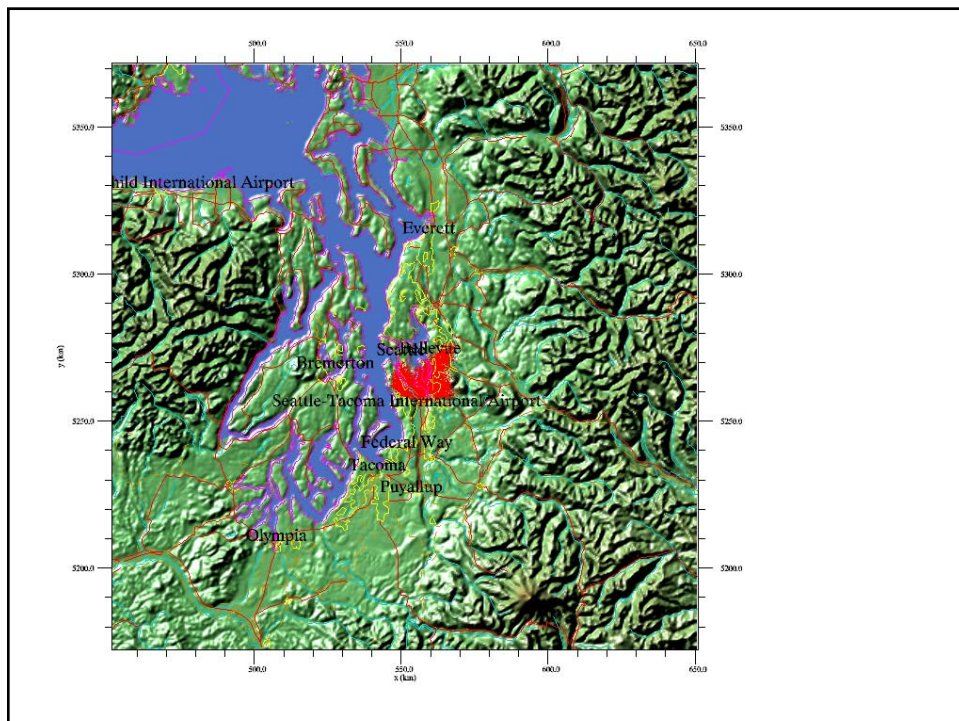 500.0 550.0 600.0 650.0
5350.0 5350.0
hild International Airport
Everett
5300.0 5300.0
Seattle Bellevue
y (km)
Bremerton
Seattle-Tacoma International Airport
5250.0 5250.0
Federal Way
Tacoma
Puyallup
Olympia
5200.0 5200.0
500.0 550.0 600.0 650.0
x (km)